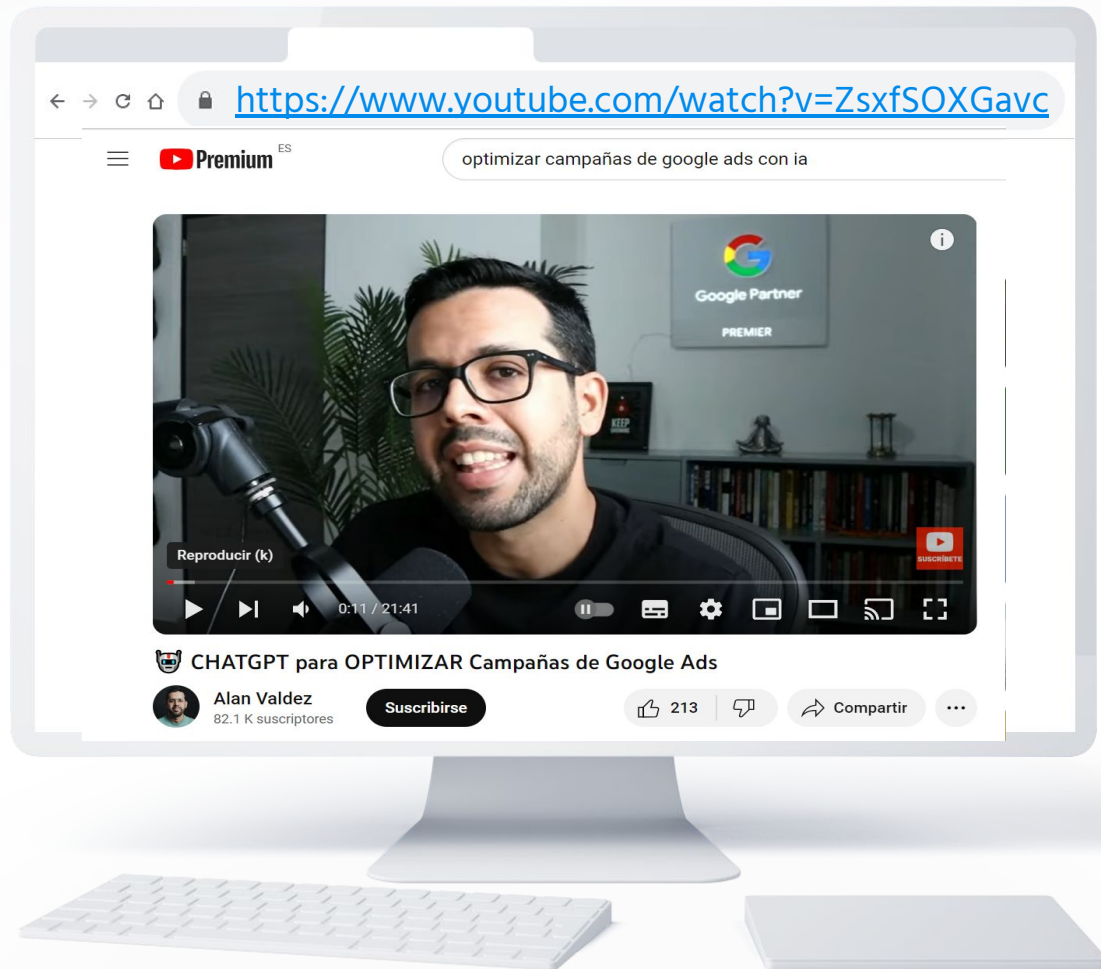 https://www.youtube.com/watch?v=ZsxfSOXGavc
Premium ES
optimizar campañas de google ads con ia
i
Google Partner
PREMIER
KEEP
SUSCRÍBETE
Reproducir (k)
0:11 / 21:41
CHATGPT para OPTIMIZAR Campañas de Google Ads
Alan Valdez
82.1 K suscriptores
Suscribirse
213
Compartir